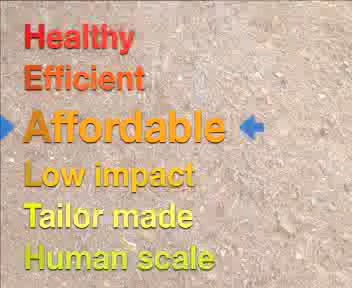 Healthy
Efficient
Affordable
Low impact
Tailor made
Human scale